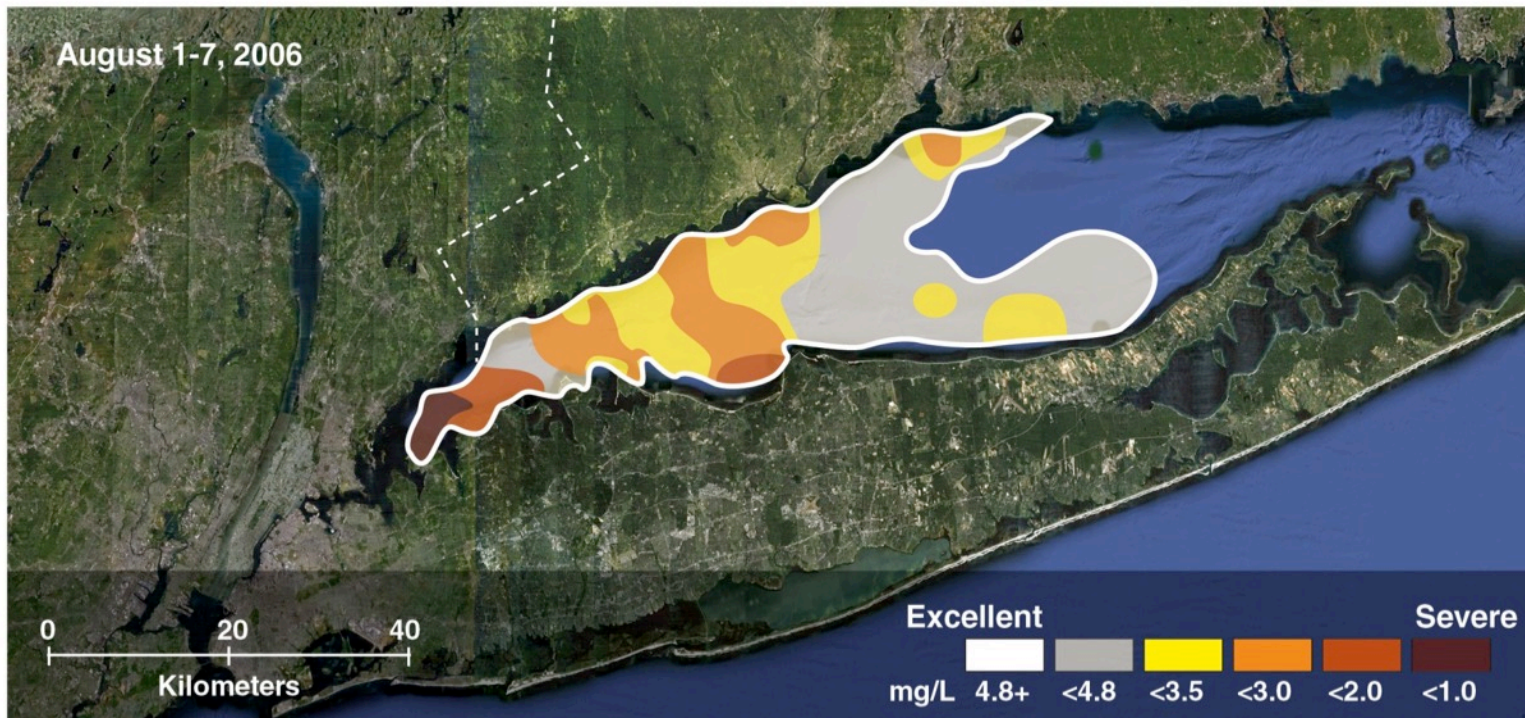 August 1-7, 2006
Excellent Severe
mg/L 4.8+ <4.8 <3.5 <3.0 <2.0 <1.0
0 20 40
Kilometers